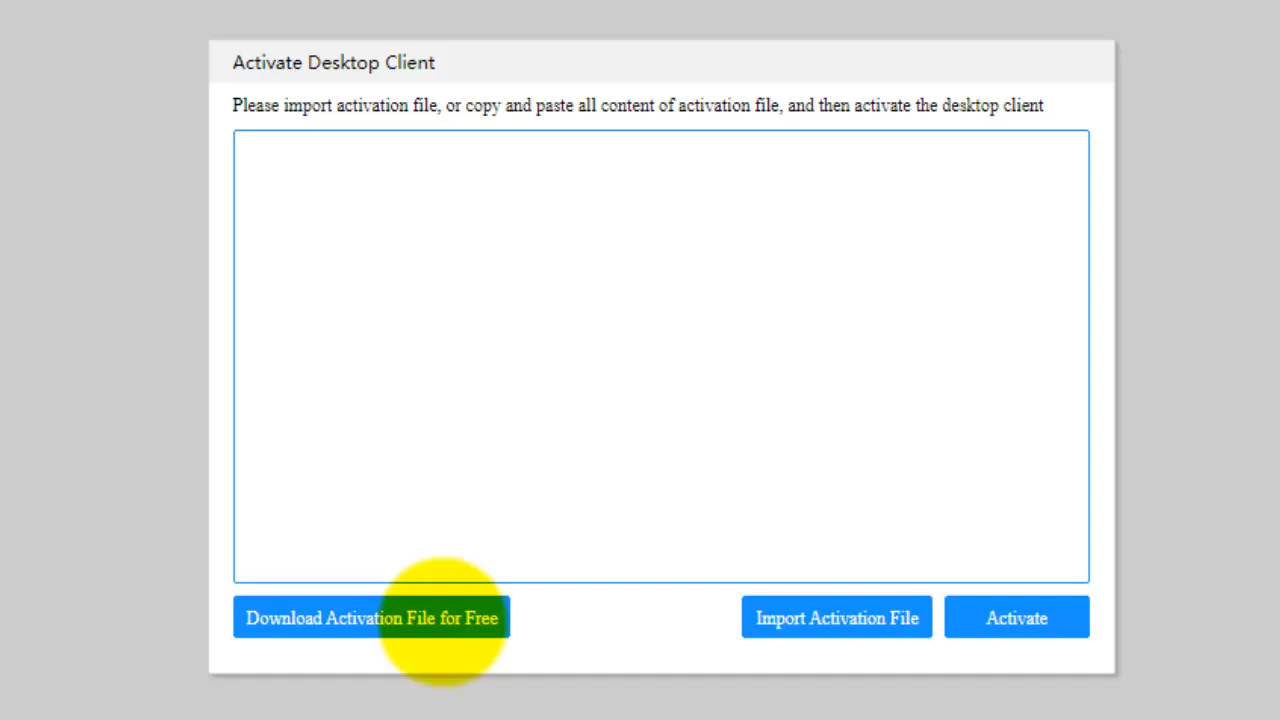 Activate Desktop Client
Please import activation file, or copy and paste all content of activation file, and then activate the desktop client
Download Activation File for Free
Import Activation File
Activate